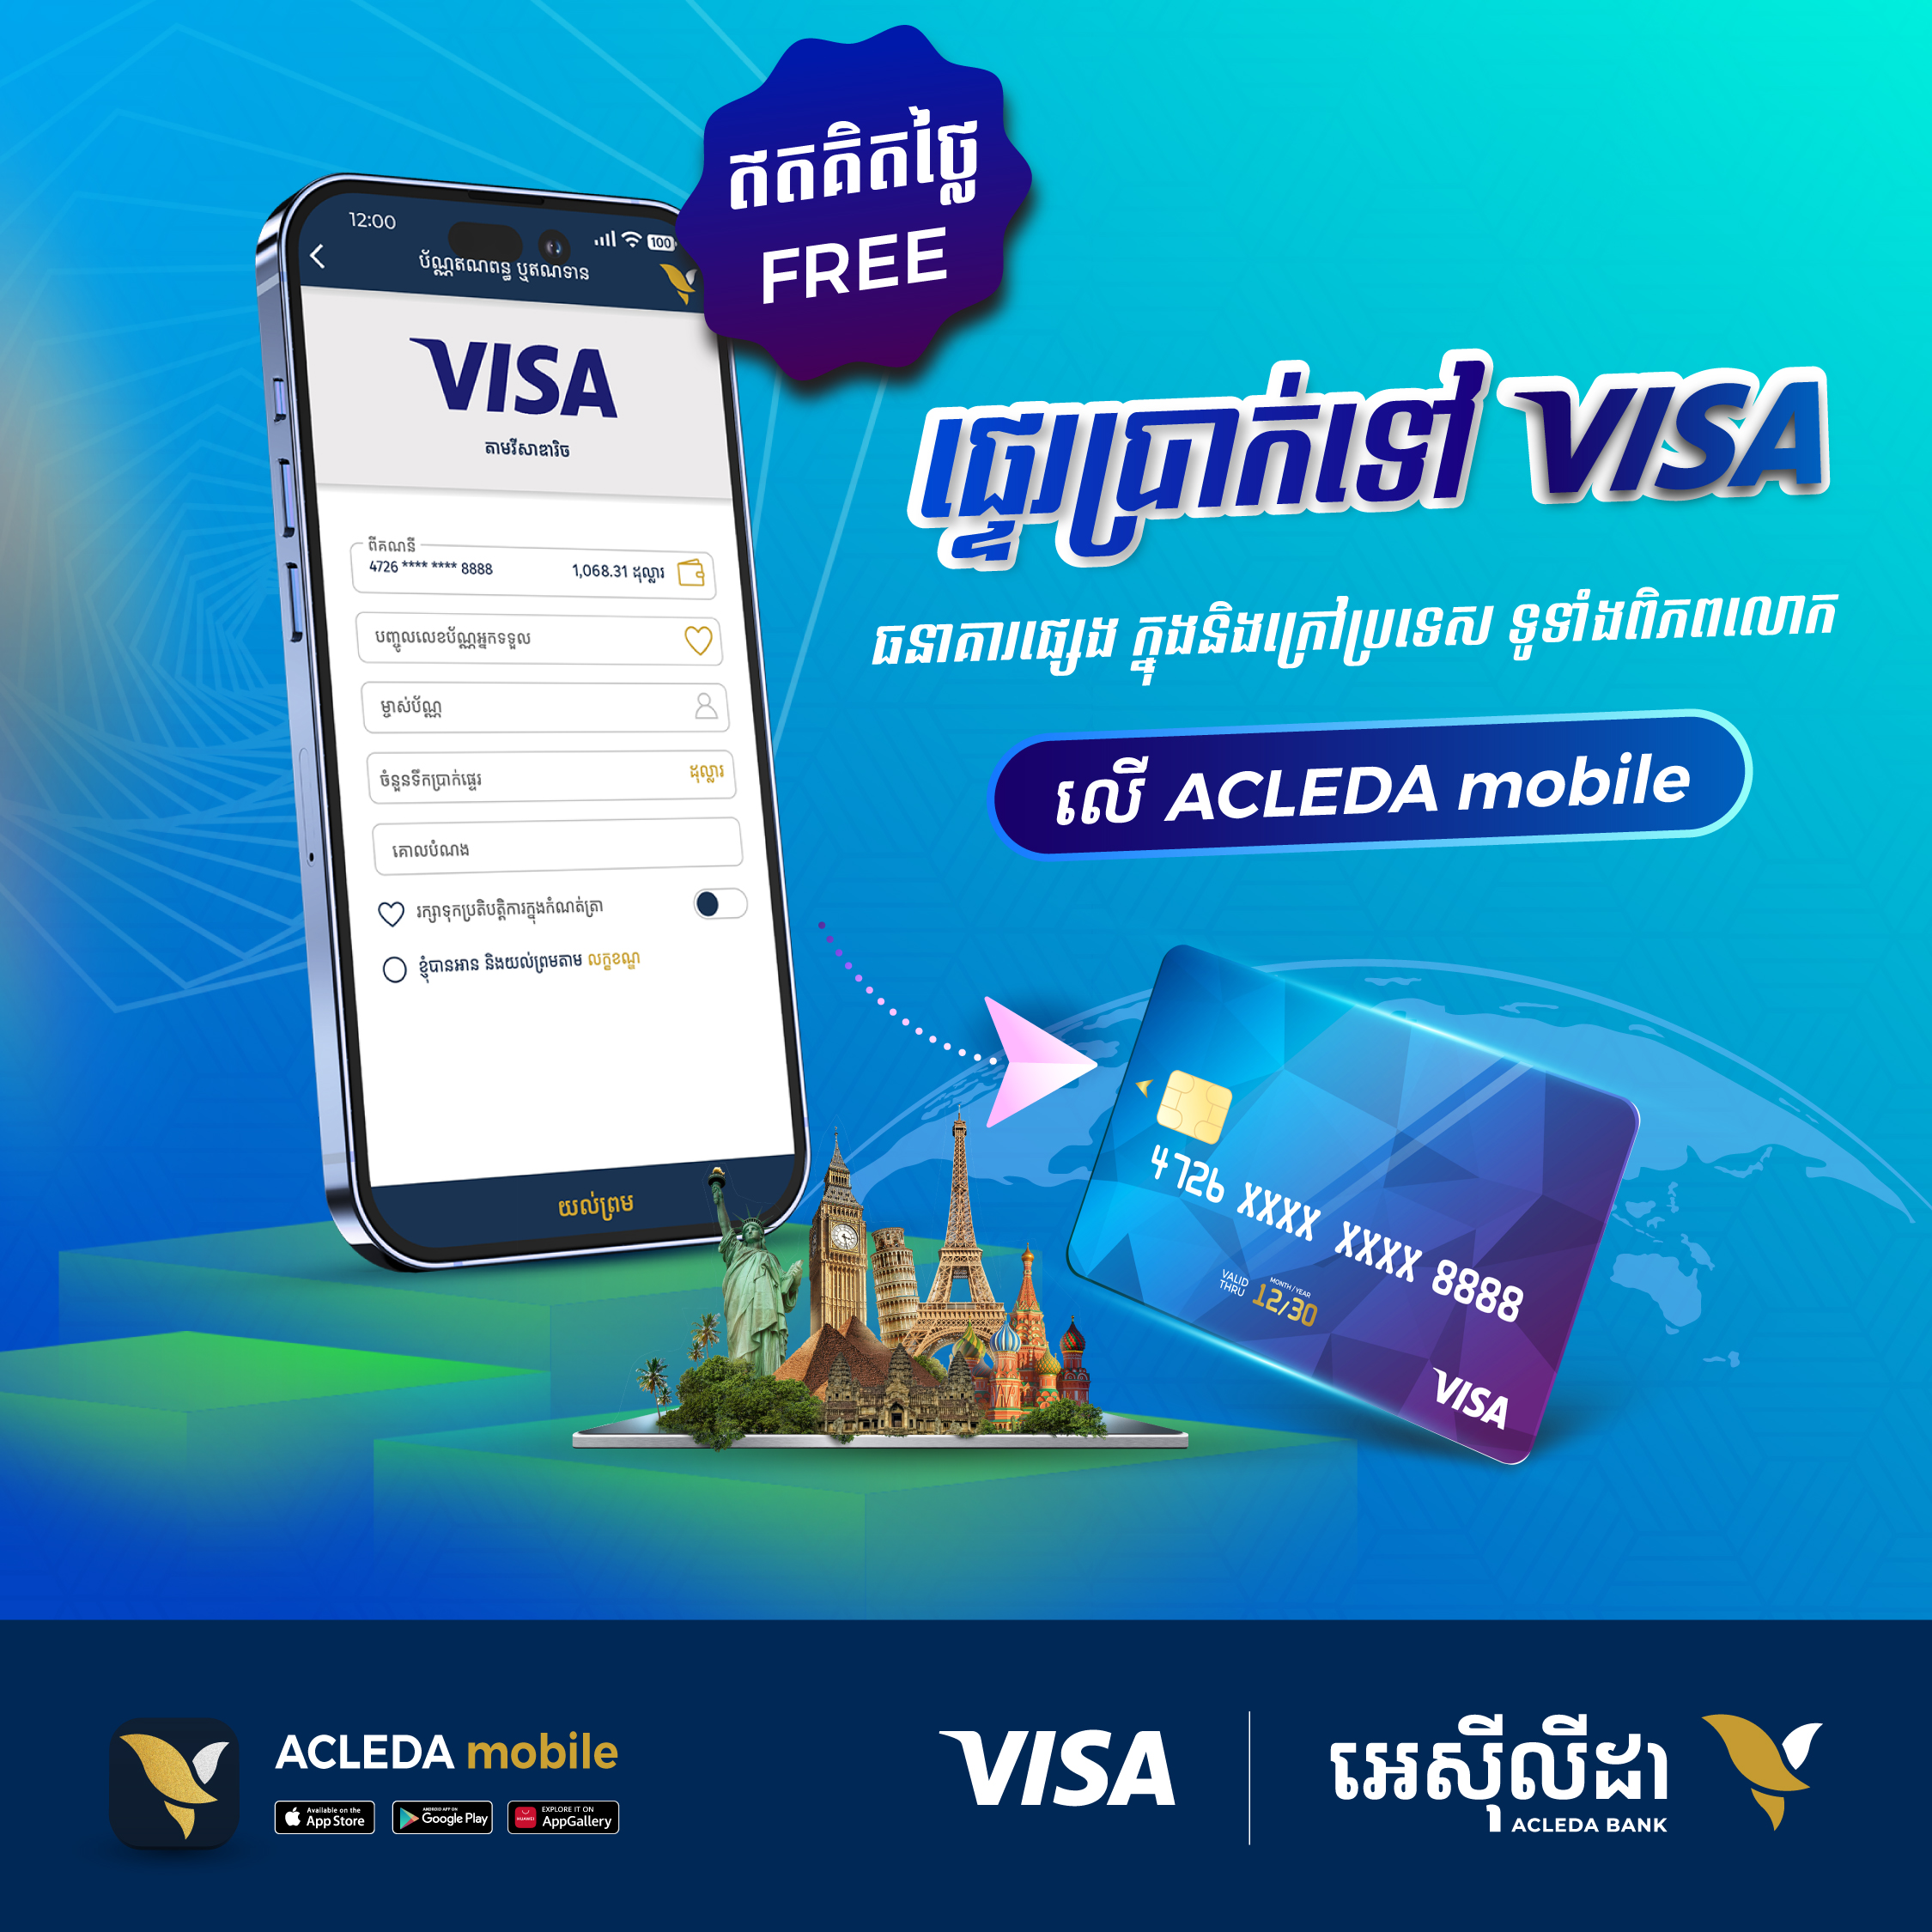 ឥតគិតថ្លៃ
FREE
12:00
100
ប័ណ្ណឥណពន្ធ ឬឥណទាន
VISA
តាមវីសាឌារិច
ពីគណនី
4726 **** **** 8888 1,068.31 ដុល្លារ
បញ្ចូលលេខប័ណ្ណអ្នកទទួល
ម្ចាស់ប័ណ្ណ
ចំនួនទឹកប្រាក់ផ្ទេរ ដុល្លារ
គោលបំណង
រក្សាទុកប្រតិបត្តិការក្នុងកំណត់ត្រា
ខ្ញុំបានអាន និងយល់ព្រមតាម លក្ខខណ្ឌ
យល់ព្រម
ផ្ទេរប្រាក់ទៅ VISA
ធនាគារផ្សេង ក្នុងនិងក្រៅប្រទេស ទូទាំងពិភពលោក
លើ ACLEDA mobile
4726 XXXX XXXX 8888
VALID THRU MONTH/YEAR 12/30
VISA
ACLEDA mobile
Available on the App Store
ANDROID APP ON Google Play
HUAWEI EXPLORE IT ON AppGallery
VISA
អេស៊ីលីដា
ACLEDA BANK